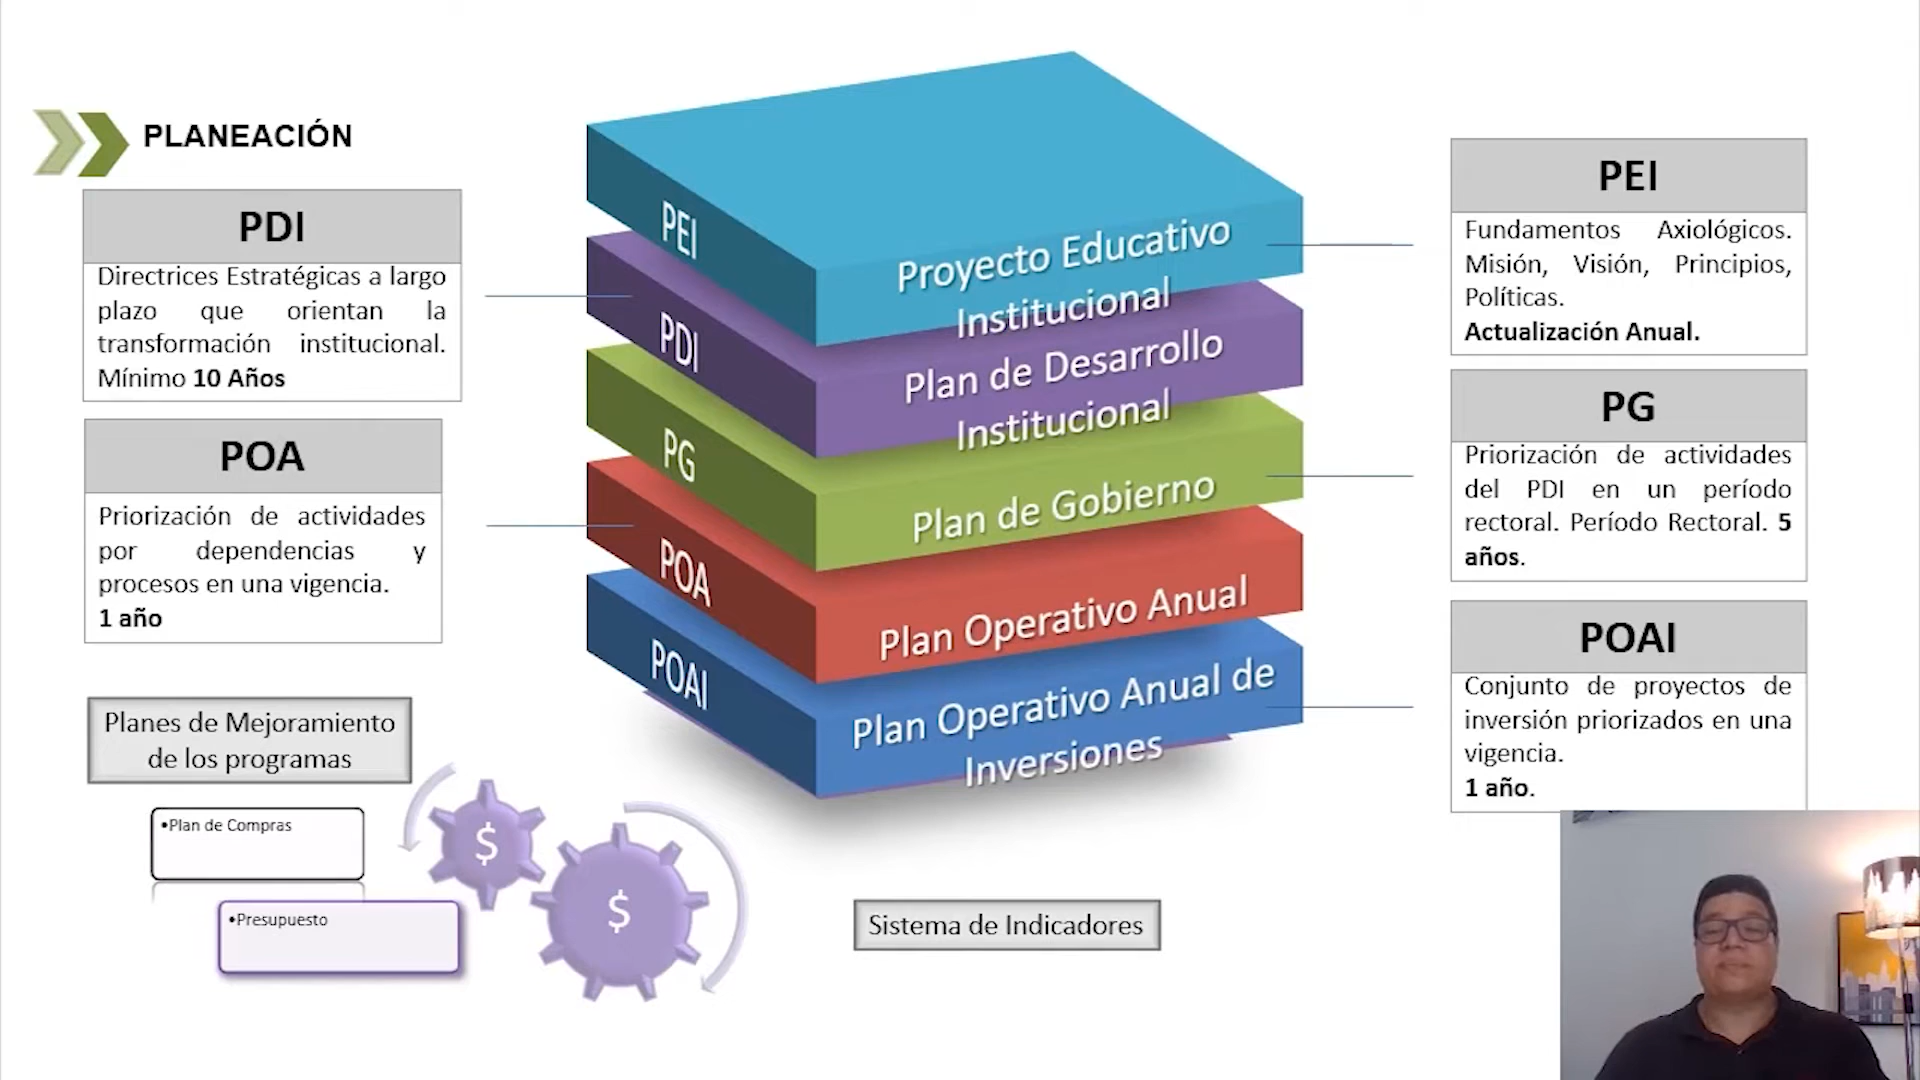 PLANEACIÓN
PDI
Directrices Estratégicas a largo
plazo que orientan la
transformación institucional.
Mínimo 10 Años
POA
Priorización de actividades
por dependencias y
procesos en una vigencia.
1 año
Planes de Mejoramiento
de los programas
•Plan de Compras
•Presupuesto
$
$
PEI
Proyecto Educativo
Institucional
PDI
Plan de Desarrollo
Institucional
PG
Plan de Gobierno
POA
Plan Operativo Anual
POAI
Plan Operativo Anual de
Inversiones
Sistema de Indicadores
PEI
Fundamentos Axiológicos.
Misión, Visión, Principios,
Políticas.
Actualización Anual.
PG
Priorización de actividades
del PDI en un período
rectoral. Período Rectoral. 5
años.
POAI
Conjunto de proyectos de
inversión priorizados en una
vigencia.
1 año.